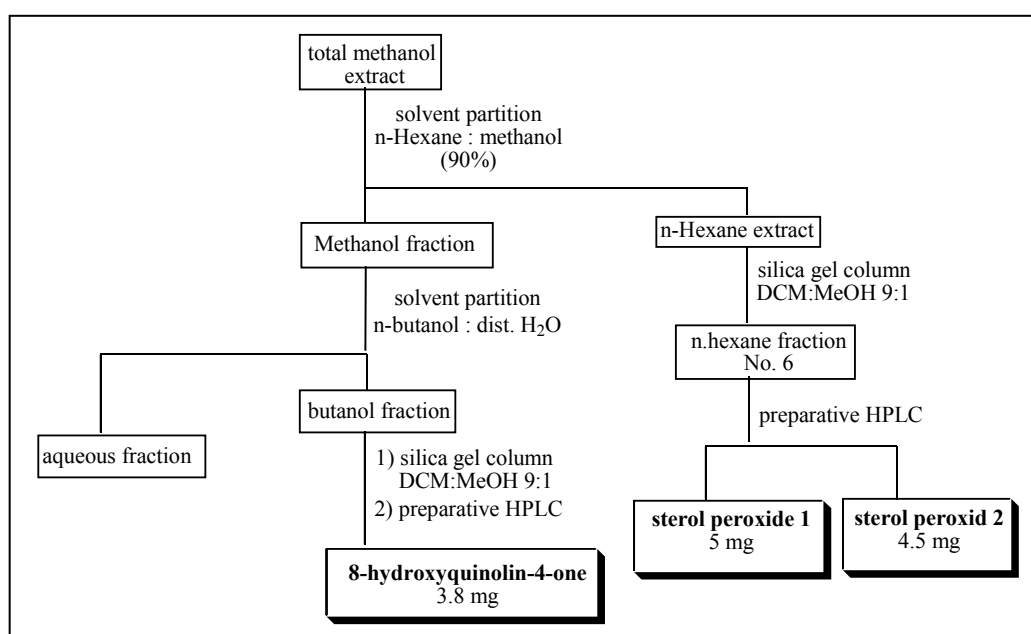 total methanol
extract
solvent partition
n-Hexane : methanol
(90%)
Methanol fraction
n-Hexane extract
silica gel column
DCM:MeOH 9:1
solvent partition
n-butanol : dist. H₂O
n.hexane fraction
No. 6
butanol fraction
preparative HPLC
aqueous fraction
1) silica gel column
DCM:MeOH 9:1
2) preparative HPLC
sterol peroxide 1
5 mg
sterol peroxid 2
4.5 mg
8-hydroxyquinolin-4-one
3.8 mg